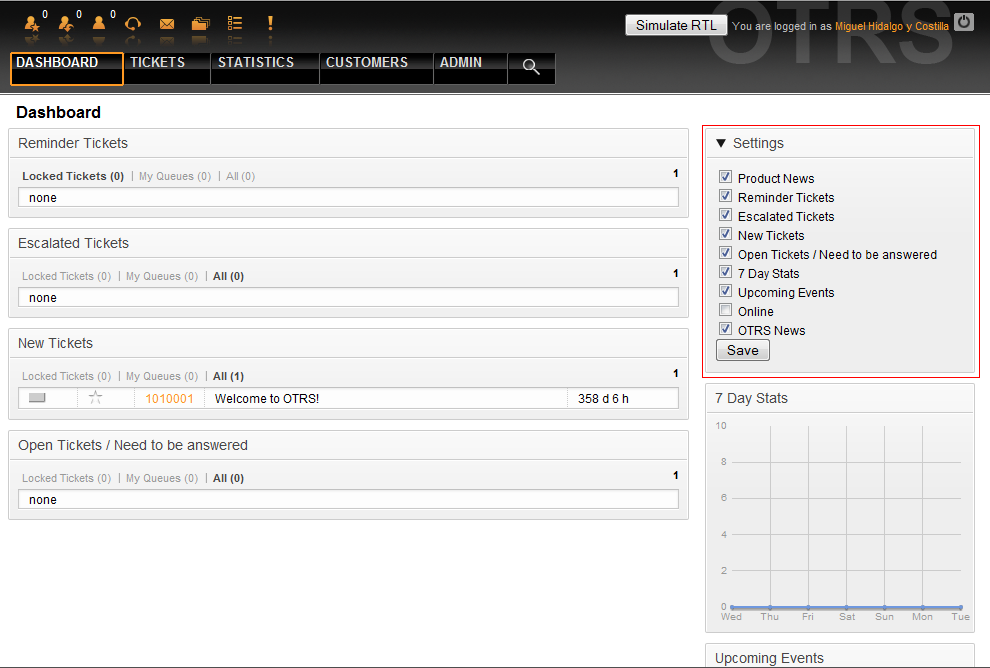 0 0 0
Simulate RTL You are logged in as Miguel Hidalgo y Costilla
OTRS
DASHBOARD TICKETS STATISTICS CUSTOMERS ADMIN
Dashboard
Reminder Tickets
Locked Tickets (0) | My Queues (0) | All (0) 1
none
Escalated Tickets
Locked Tickets (0) | My Queues (0) | All (0) 1
none
New Tickets
Locked Tickets (0) | My Queues (0) | All (1) 1
1010001 Welcome to OTRS! 358 d 6 h
Open Tickets / Need to be answered
Locked Tickets (0) | My Queues (0) | All (0) 1
none
Settings
Product News
Reminder Tickets
Escalated Tickets
New Tickets
Open Tickets / Need to be answered
7 Day Stats
Upcoming Events
Online
OTRS News
Save
7 Day Stats
10
8
6
4
2
0
Wed Thu Fri Sat Sun Mon Tue
Upcoming Events